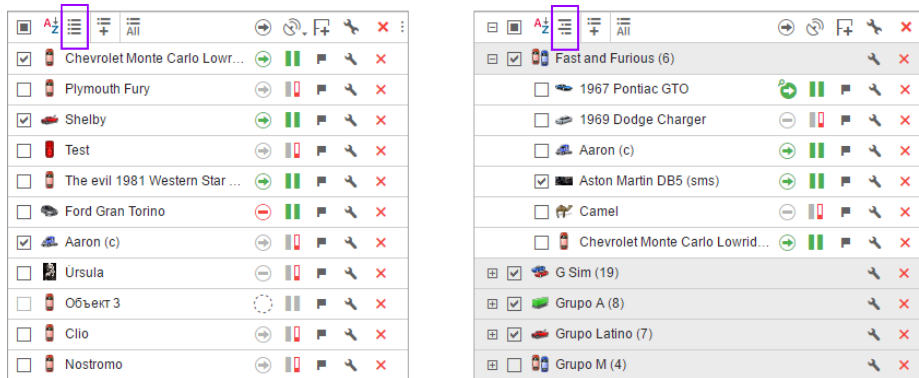 A Z All
Chevrolet Monte Carlo Lowr...
Plymouth Fury
Shelby
Test
The evil 1981 Western Star ...
Ford Gran Torino
Aaron (c)
Úrsula
Объект 3
Clio
Nostromo
A Z All
Fast and Furious (6)
1967 Pontiac GTO
1969 Dodge Charger
Aaron (c)
Aston Martin DB5 (sms)
Camel
Chevrolet Monte Carlo Lowrid...
G Sim (19)
Grupo A (8)
Grupo Latino (7)
Grupo M (4)